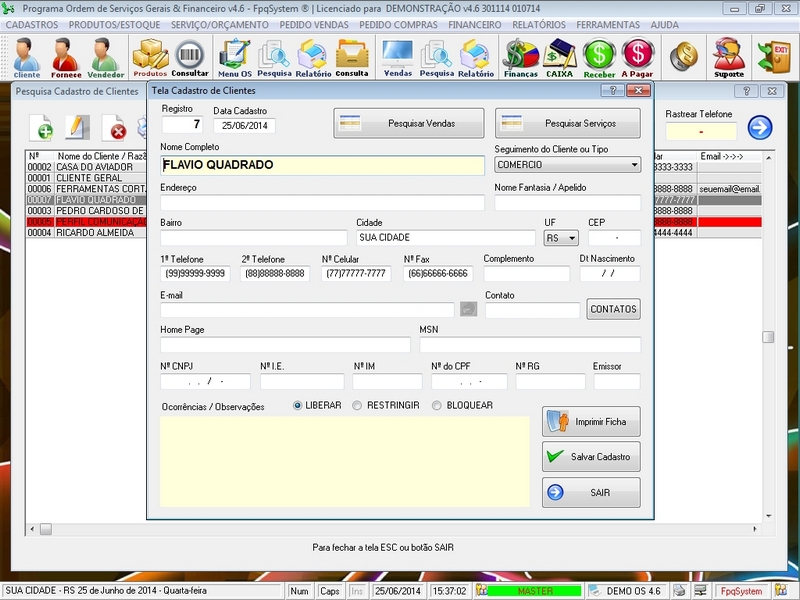 Programa Ordem de Serviços Gerais & Financeiro v4.6 - FpqSystem ® | Licenciado para DEMONSTRAÇÃO v4.6 301114 010714
CADASTROS PRODUTOS/ESTOQUE SERVIÇO/ORÇAMENTO PEDIDO VENDAS PEDIDO COMPRAS FINANCEIRO RELATÓRIOS FERRAMENTAS AJUDA
Cliente Fornece Vendedor Produtos Consultar Menu OS Pesquisa Relatório Consulta Vendas Pesquisa Relatório Finanças CAIXA Receber A Pagar Suporte EXIT
Pesquisa Cadastro de Clientes
Tela Cadastro de Clientes
Registro
7
Data Cadastro
25/06/2014
Pesquisar Vendas
Pesquisar Serviços
Rastrear Telefone
-
Nome Completo
FLAVIO QUADRADO
Seguimento do Cliente ou Tipo
COMERCIO
Endereço
Nome Fantasia / Apelido
Bairro
Cidade
SUA CIDADE
UF
RS
CEP
-
1º Telefone
(99)99999-9999
2º Telefone
(88)88888-8888
Nº Celular
(77)77777-7777
Nº Fax
(66)66666-6666
Complemento
Dt Nascimento
/ /
E-mail
Contato
CONTATOS
Home Page
MSN
Nº CNPJ
. . / -
Nº I.E.
Nº IM
Nº do CPF
. . -
Nº RG
Emissor
Ocorrências / Observações
LIBERAR RESTRINGIR BLOQUEAR
Imprimir Ficha
Salvar Cadastro
SAIR
Nº Nome do Cliente / Razã
00002 CASA DO AVIADOR
00001 CLIENTE GERAL
00006 FERRAMENTAS CORT
00007 FLAVIO QUADRADO
00003 PEDRO CARDOSO DE
00005 PERFIL COMUNICAÇÃ
00004 RICARDO ALMEIDA
lar Email ->->->
3333-3333
8888-8888 seuemail@email.
77777-7777
8888-8888
8888-8888
4444-4444
Para fechar a tela ESC ou botão SAIR
SUA CIDADE - RS 25 de Junho de 2014 - Quarta-feira Num Caps Ins 25/06/2014 15:37:02 MASTER DEMO OS 4.6 FpqSystem